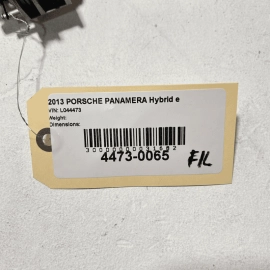 2013 PORSCHE PANAMERA Hybrid e
VIN: L044473
Weight:
Dimensions:
4473-0065